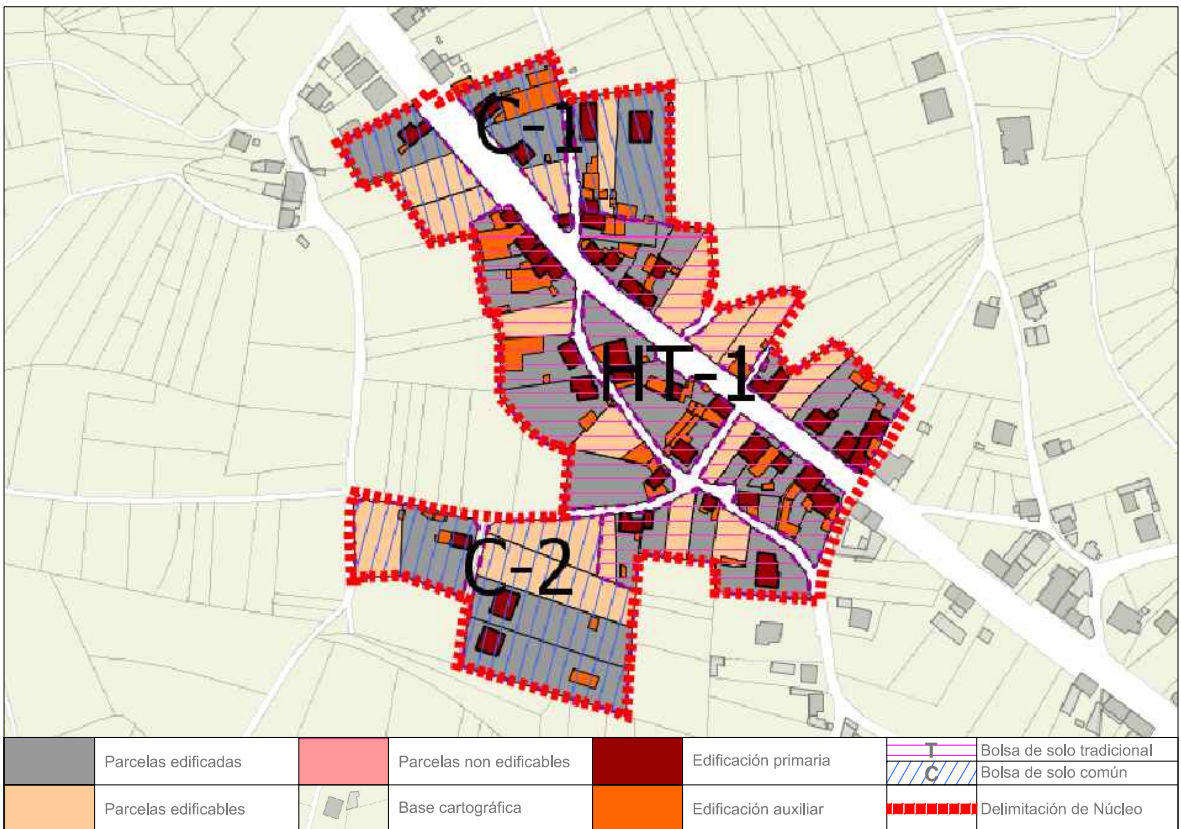 C-1
HT-1
C-2
Parcelas edificadas
Parcelas non edificables
Edificación primaria
T
Bolsa de solo tradicional
C
Bolsa de solo común
Parcelas edificables
Base cartográfica
Edificación auxiliar
Delimitación de Núcleo